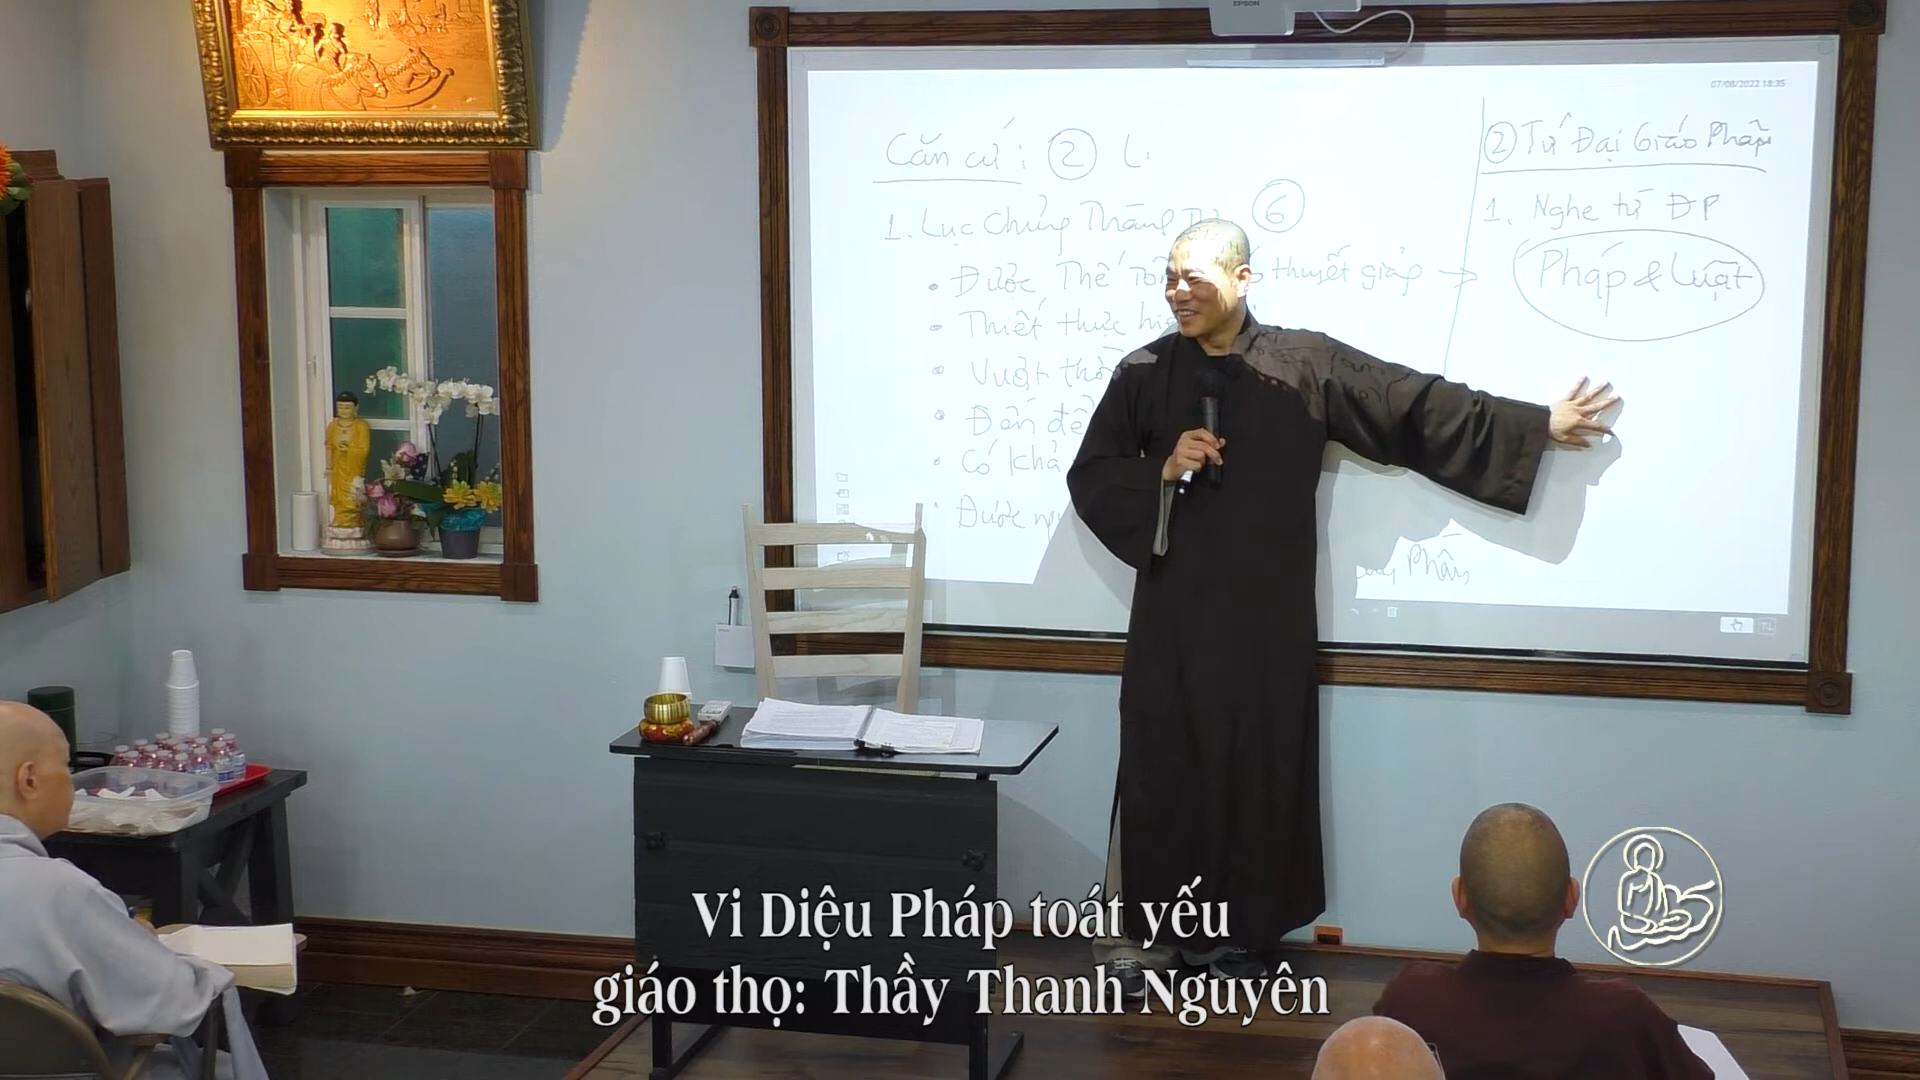 EPSON
07/08/2022 18:35
Căn cứ : ② L
1. Lục Chủng Thắng ⑥
• Được Thế Tôn thuyết giảng →
• Thiết thực
• Vượt
• Đến để
• Có khả
• Được
② Tứ Đại Giáo Pháp
1. Nghe từ ĐP
Pháp & Luật
Phần
Vi Diệu Pháp toát yếu
giáo thọ: Thầy Thanh Nguyên